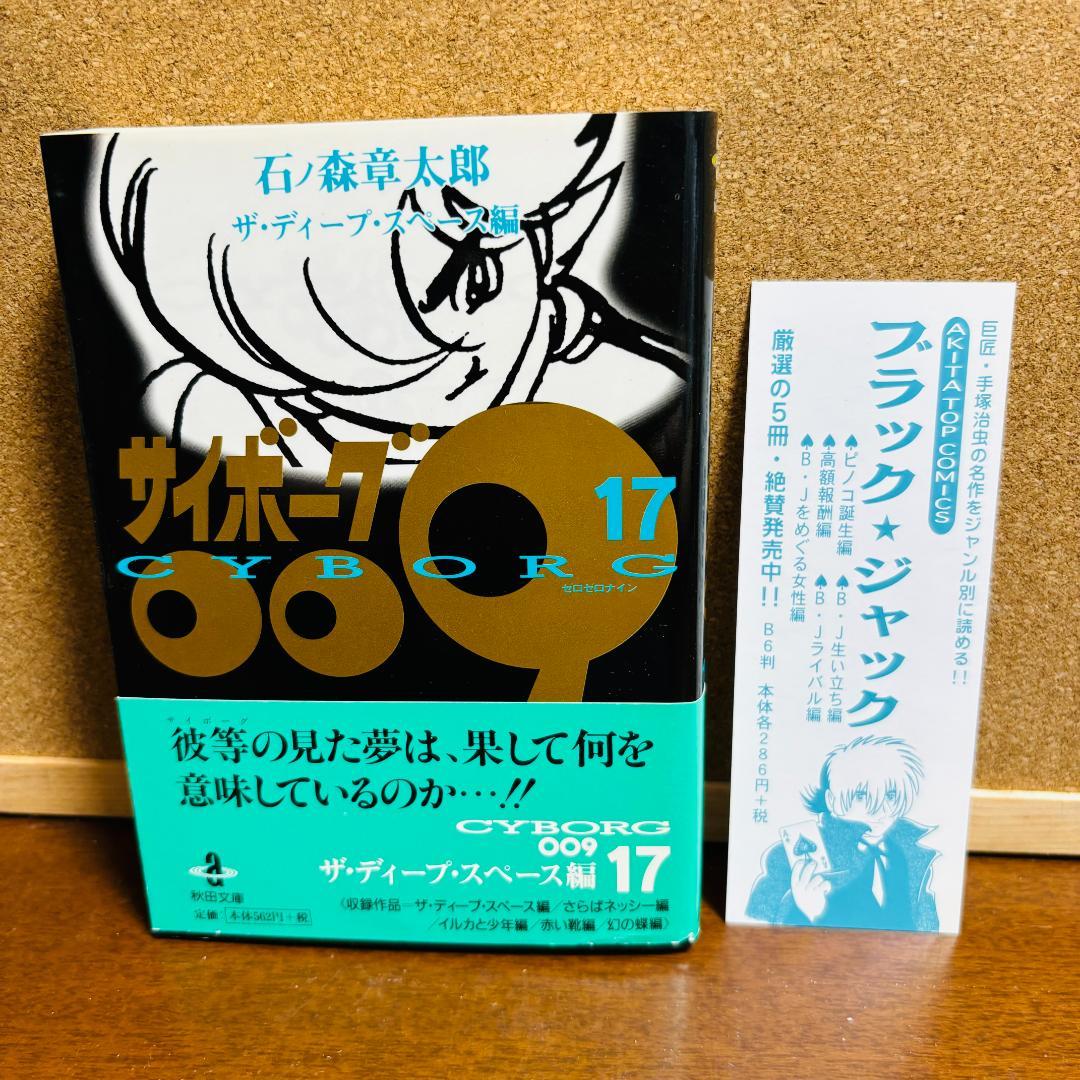 石ノ森章太郎
ザ・ディープ・スペース編
サイボーグ
009
17
CYBORG
ゼロゼロナイン
サイボーグ
彼等の見た夢は、果して何を
意味しているのか…!!
CYBORG
009
ザ・ディープ・スペース編 17
〈収録作品=ザ・ディープ・スペース編/さらばネッシー編
/イルカと少年編/赤い靴編/幻の蝶編〉
a
秋田文庫
定価:本体562円+税
巨匠・手塚治虫の名作をジャンル別に読める!!
AKITA TOP COMICS
ブラック★ジャック
♠ピノコ誕生編
♠B・J生い立ち編
♠高額報酬編
♠B・Jライバル編
♠B・Jをめぐる女性編
厳選の5冊・絶賛発売中!!
B6判 本体各286円+税
A